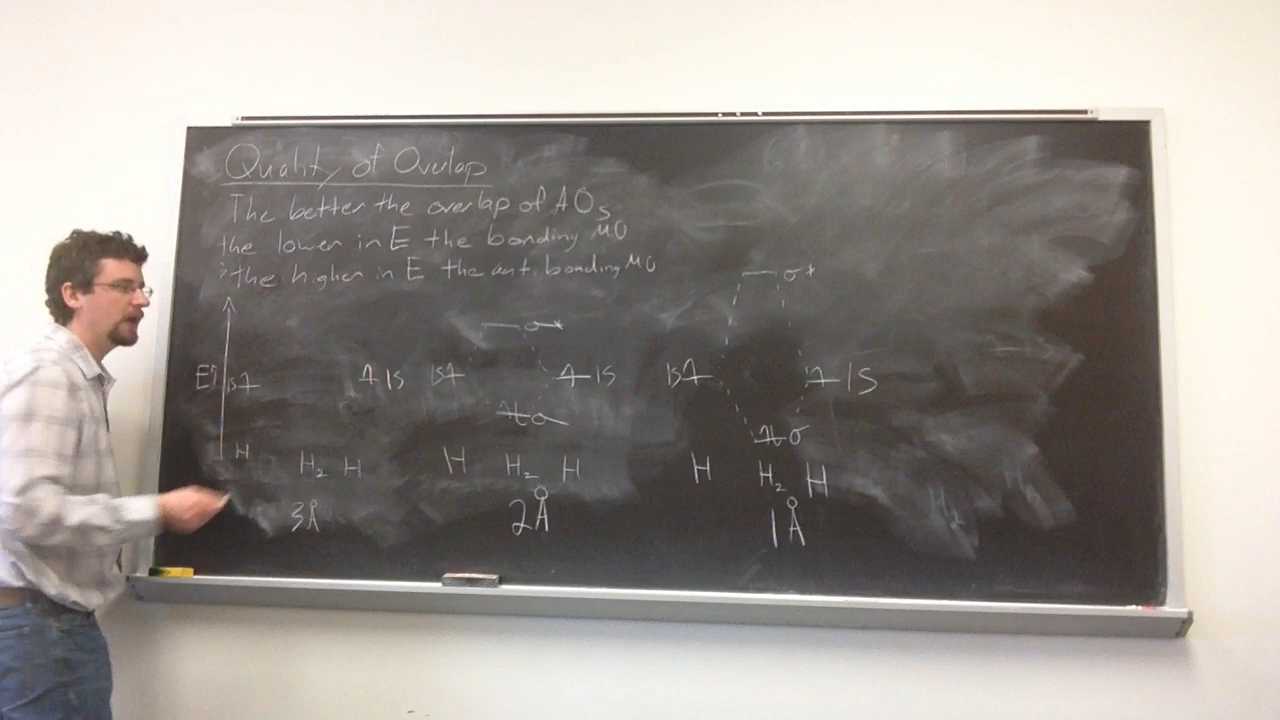 Quality of Overlap
The better the overlap of AOs
the lower in E the bonding MO
: the higher in E the anti bonding MO
σ*
σ*
E↑ 1S 1S 1S 1S 1S 1S
σ
σ
H H₂ H H H₂ H H H₂ H
3Å 2Å 1Å